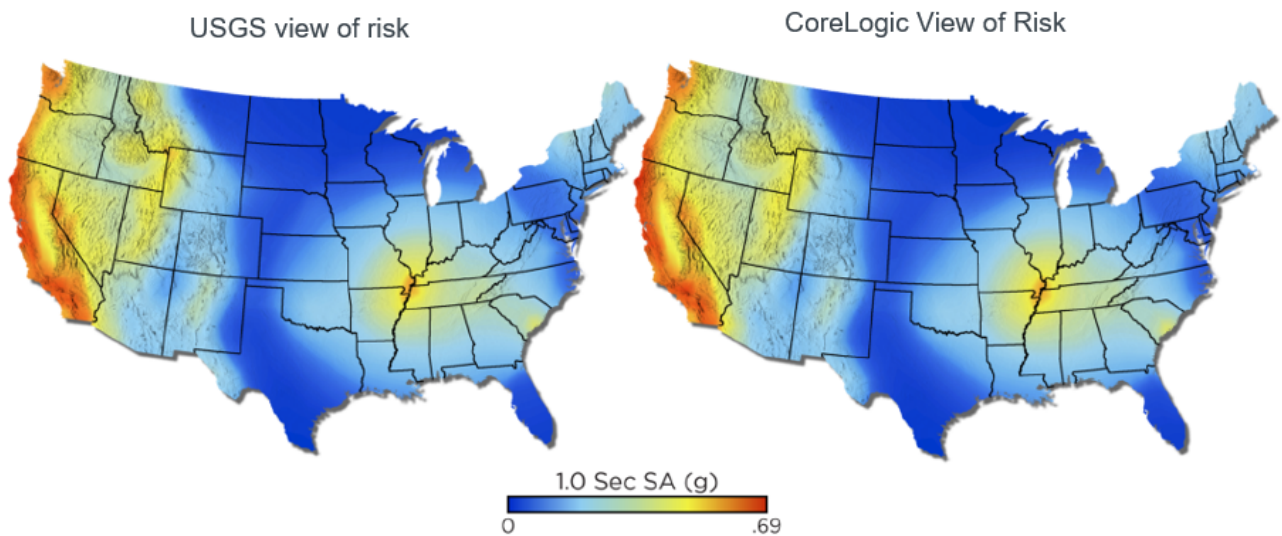 USGS view of risk
CoreLogic View of Risk
1.0 Sec SA (g)
0
.69